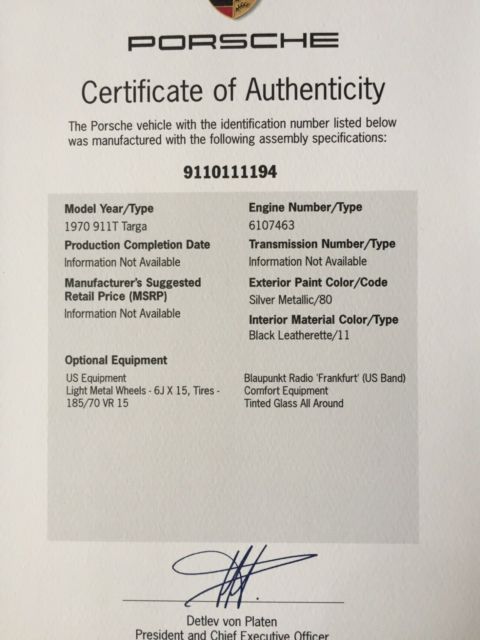 PORSCHE
Certificate of Authenticity
The Porsche vehicle with the identification number listed below
was manufactured with the following assembly specifications:
9110111194
Model Year/Type
1970 911T Targa
Production Completion Date
Information Not Available
Manufacturer's Suggested
Retail Price (MSRP)
Information Not Available
Engine Number/Type
6107463
Transmission Number/Type
Information Not Available
Exterior Paint Color/Code
Silver Metallic/80
Interior Material Color/Type
Black Leatherette/11
Optional Equipment
US Equipment
Light Metal Wheels - 6J X 15, Tires -
185/70 VR 15
Blaupunkt Radio 'Frankfurt' (US Band)
Comfort Equipment
Tinted Glass All Around
Detlev von Platen
President and Chief Executive Officer